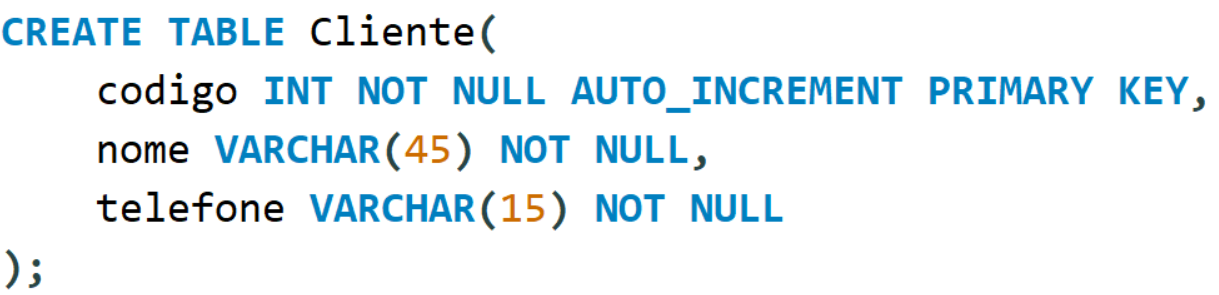 CREATE TABLE Cliente(
    codigo INT NOT NULL AUTO_INCREMENT PRIMARY KEY,
    nome VARCHAR(45) NOT NULL,
    telefone VARCHAR(15) NOT NULL
);